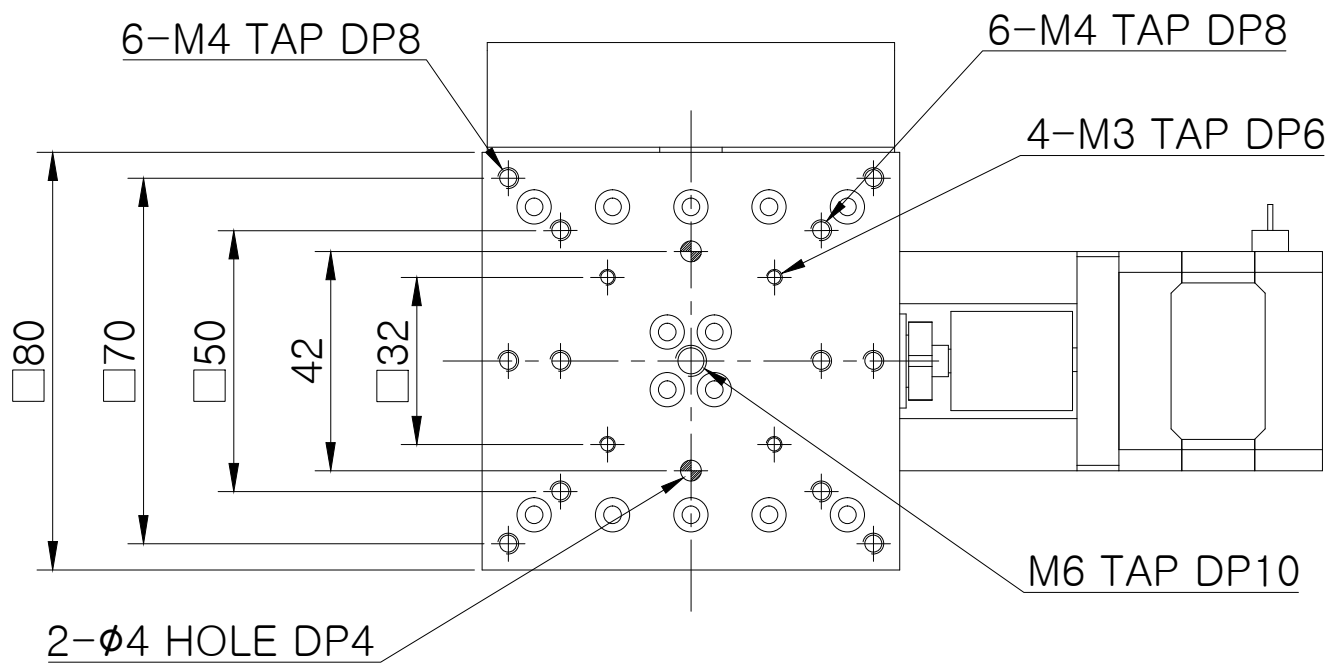 6-M4 TAP DP8
6-M4 TAP DP8
4-M3 TAP DP6
□80
□70
□50
42
□32
M6 TAP DP10
2-Φ4 HOLE DP4